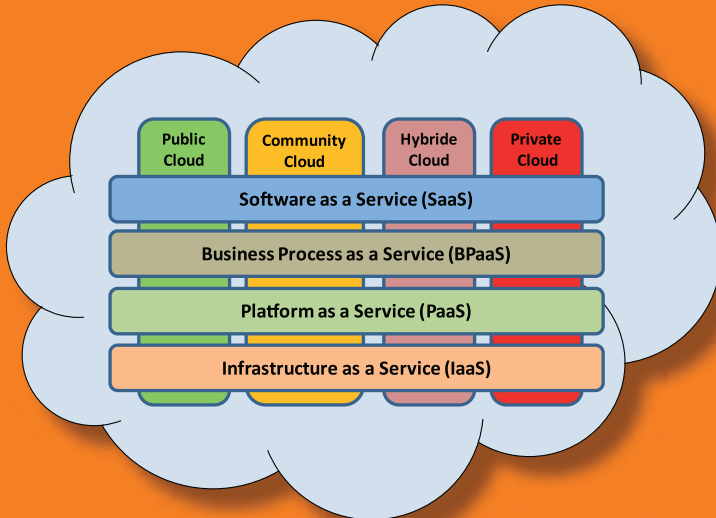 Public
Cloud
Community
Cloud
Hybride
Cloud
Private
Cloud
Software as a Service (SaaS)
Business Process as a Service (BPaaS)
Platform as a Service (PaaS)
Infrastructure as a Service (IaaS)